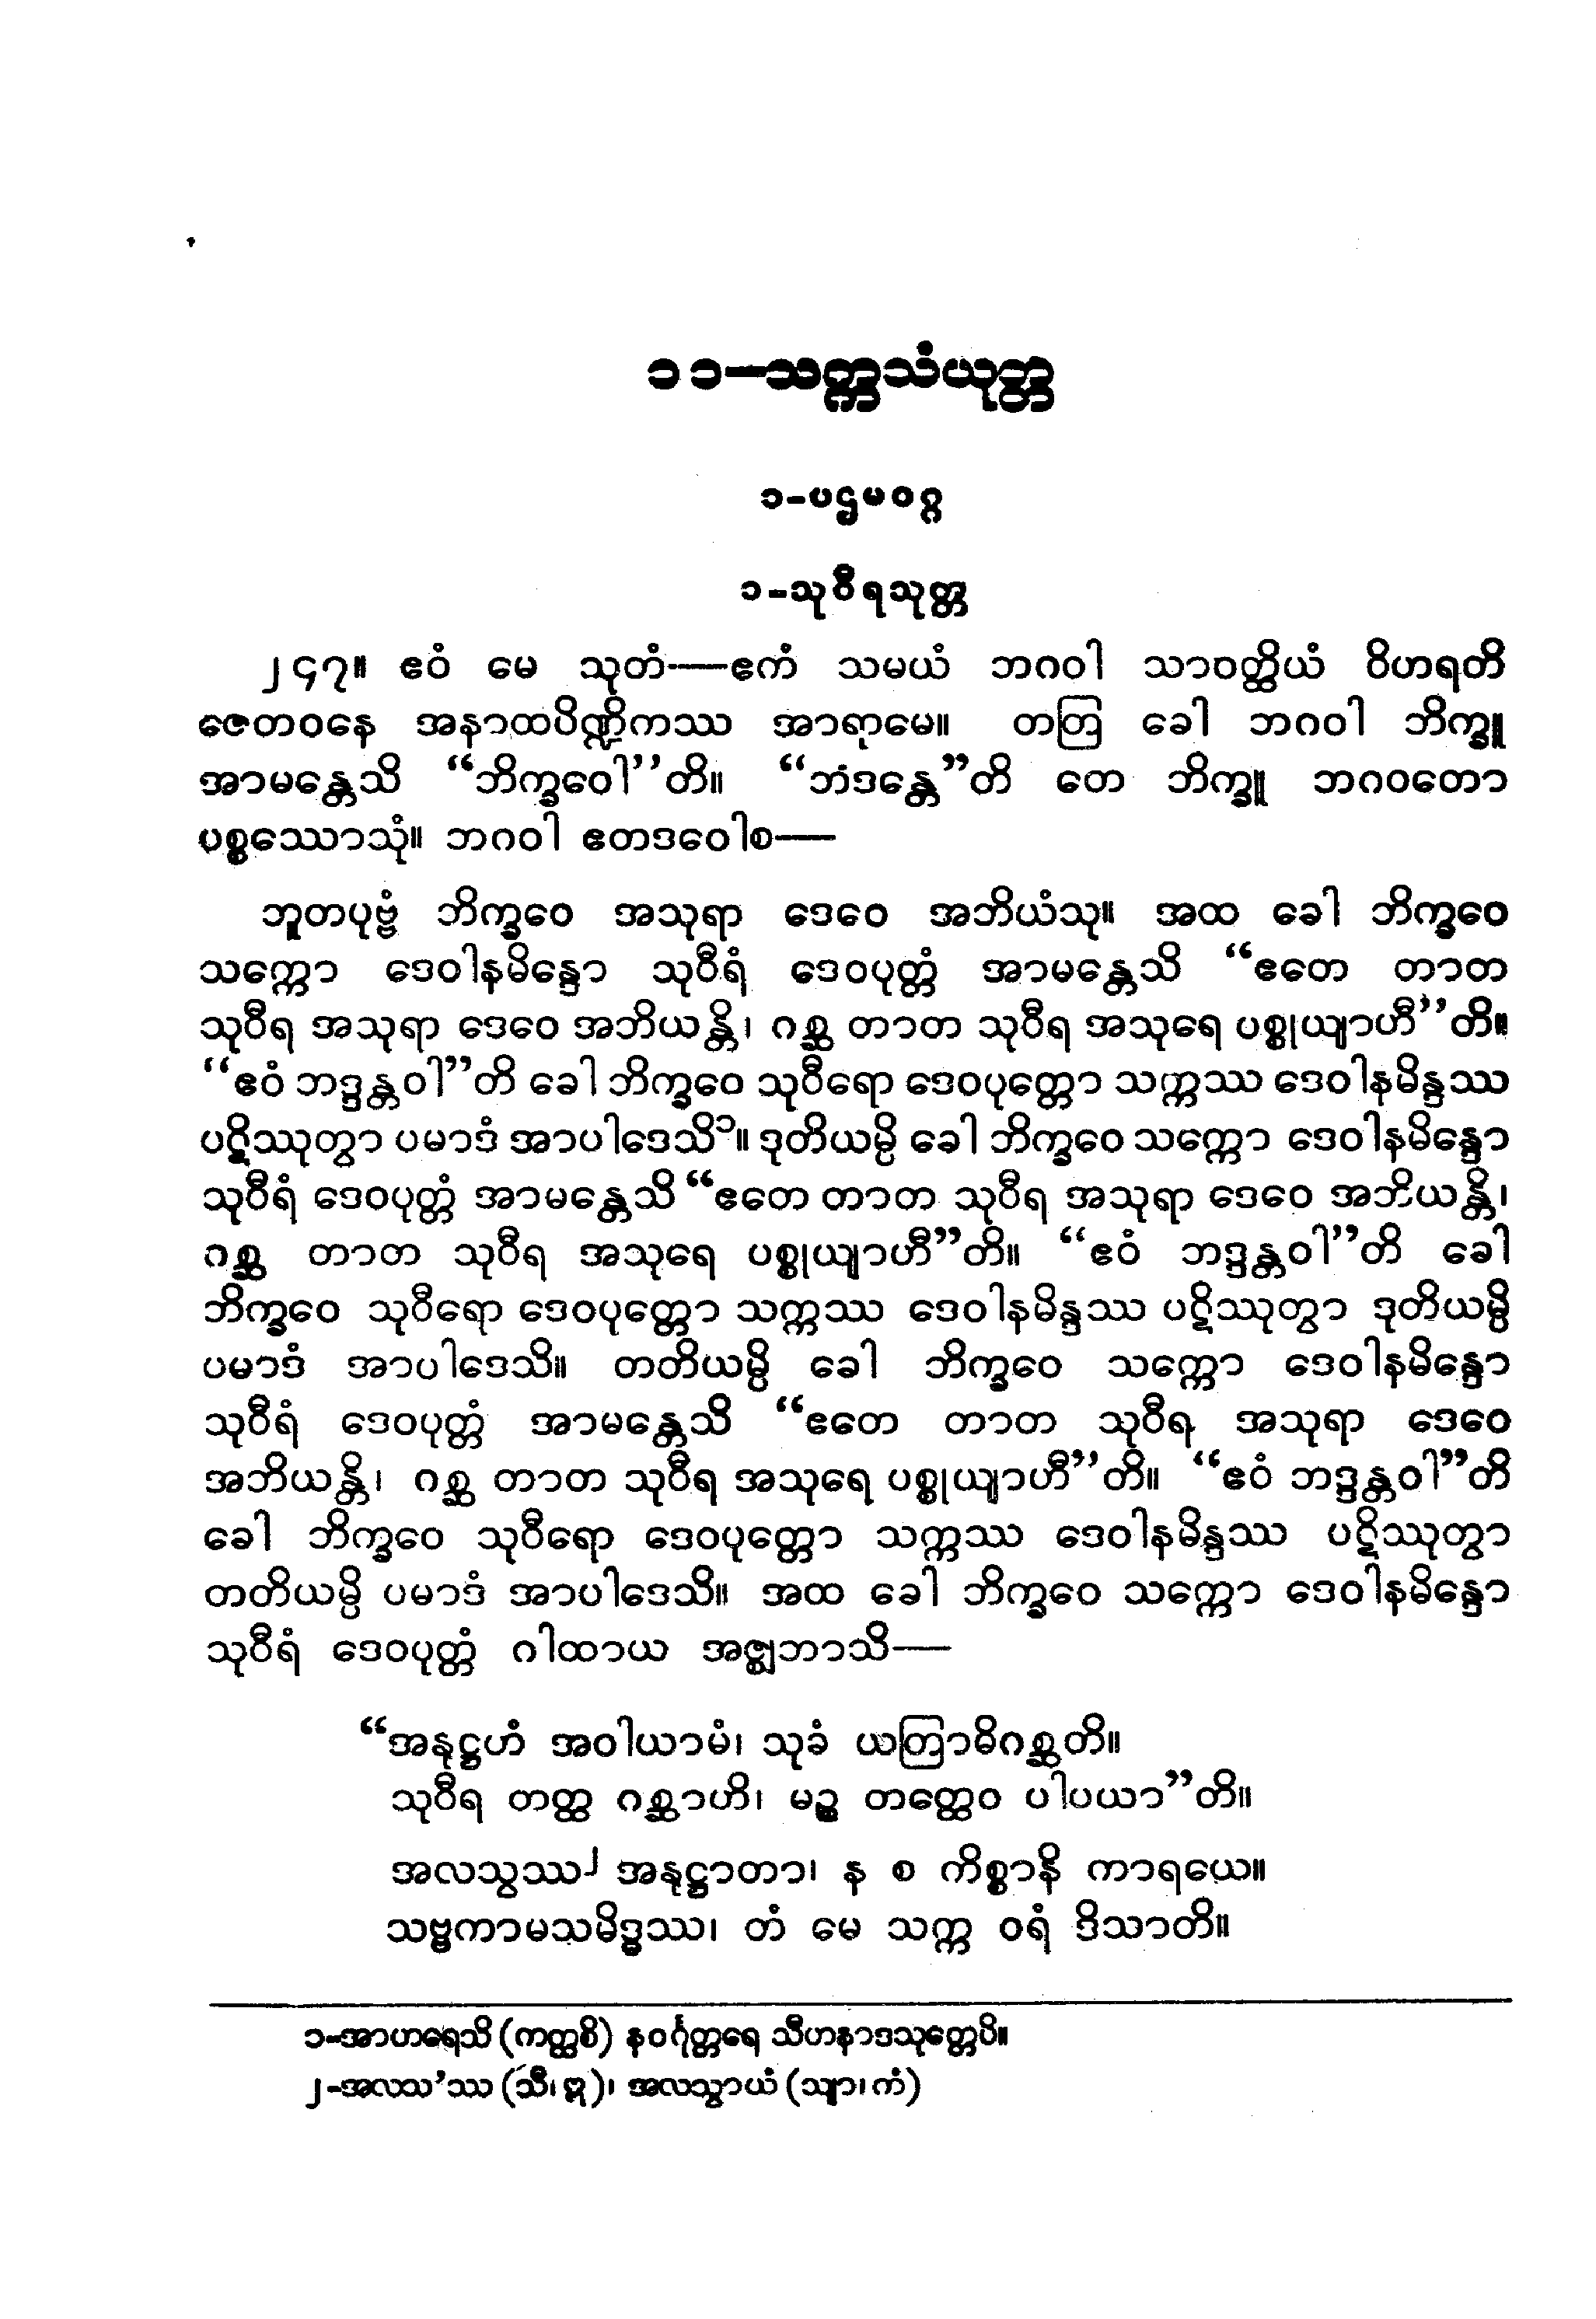 ၁၁–သက္ကသံယုတ္တ
၁-ပဌမဝဂ္ဂ
၁-သုဝီရသုတ္တ
၂၄၇။ ဧဝံ မေ သုတံ—ဧကံ သမယံ ဘဂဝါ သာဝတ္ထိယံ ဝိဟရတိ
ဇေတဝနေ အနာထပိဏ္ဍိကဿ အာရာမေ။ တတြ ခေါ ဘဂဝါ ဘိက္ခူ
အာမန္တေသိ “ဘိက္ခဝေါ”တိ။ “ဘံဒန္တေ”တိ တေ ဘိက္ခူ ဘဂဝတော
ပစ္စဿောသုံ။ ဘဂဝါ ဧတဒဝေါစ—
ဘူတပုဗ္ဗံ ဘိက္ခဝေ အသုရာ ဒေဝေ အဘိယံသု။ အထ ခေါ ဘိက္ခဝေ
သက္ကော ဒေဝါနမိန္ဒော သုဝီရံ ဒေဝပုတ္တံ အာမန္တေသိ “ဧတေ တာတ
သုဝီရ အသုရာ ဒေဝေ အဘိယန္တိ၊ ဂစ္ဆ တာတ သုဝီရ အသုရေ ပစ္စုယျာဟီ”တိ။
“ဧဝံ ဘဒ္ဒန္တဝါ”တိ ခေါ ဘိက္ခဝေ သုဝီရော ဒေဝပုတ္တော သက္ကဿ ဒေဝါနမိန္ဒဿ
ပဋိဿုတွာ ပမာဒံ အာပါဒေသိ၁။ ဒုတိယမ္ပိ ခေါ ဘိက္ခဝေ သက္ကော ဒေဝါနမိန္ဒော
သုဝီရံ ဒေဝပုတ္တံ အာမန္တေသိ “ဧတေ တာတ သုဝီရ အသုရာ ဒေဝေ အဘိယန္တိ၊
ဂစ္ဆ တာတ သုဝီရ အသုရေ ပစ္စုယျာဟီ”တိ။ “ဧဝံ ဘဒ္ဒန္တဝါ”တိ ခေါ
ဘိက္ခဝေ သုဝီရော ဒေဝပုတ္တော သက္ကဿ ဒေဝါနမိန္ဒဿ ပဋိဿုတွာ ဒုတိယမ္ပိ
ပမာဒံ အာပါဒေသိ။ တတိယမ္ပိ ခေါ ဘိက္ခဝေ သက္ကော ဒေဝါနမိန္ဒော
သုဝီရံ ဒေဝပုတ္တံ အာမန္တေသိ “ဧတေ တာတ သုဝီရ အသုရာ ဒေဝေ
အဘိယန္တိ၊ ဂစ္ဆ တာတ သုဝီရ အသုရေ ပစ္စုယျာဟီ”တိ။ “ဧဝံ ဘဒ္ဒန္တဝါ”တိ
ခေါ ဘိက္ခဝေ သုဝီရော ဒေဝပုတ္တော သက္ကဿ ဒေဝါနမိန္ဒဿ ပဋိဿုတွာ
တတိယမ္ပိ ပမာဒံ အာပါဒေသိ။ အထ ခေါ ဘိက္ခဝေ သက္ကော ဒေဝါနမိန္ဒော
သုဝီရံ ဒေဝပုတ္တံ ဂါထာယ အဇ္ဈဘာသိ—
“အနုဋ္ဌဟံ အဝါယာမံ၊ သုခံ ယတြာဓိဂစ္ဆတိ။
သုဝီရ တတ္ထ ဂစ္ဆာဟိ၊ မဉ္စ တတ္ထေဝ ပါပယာ”တိ။
အလသွဿ၂ အနုဋ္ဌာတာ၊ န စ ကိစ္စာနိ ကာရယေ။
သဗ္ဗကာမသမိဒ္ဓဿ၊ တံ မေ သက္က ဝရံ ဒိသာတိ။
၁-အာဟရေသိ (ကတ္ထစိ) နဝင်္ဂုတ္တရေ သီဟနာဒသုတ္တေပိ။
၂-အလသ’ဿ (သီ၊ ဋ္ဌ)၊ အလသွာယံ (သျာ၊ ကံ)